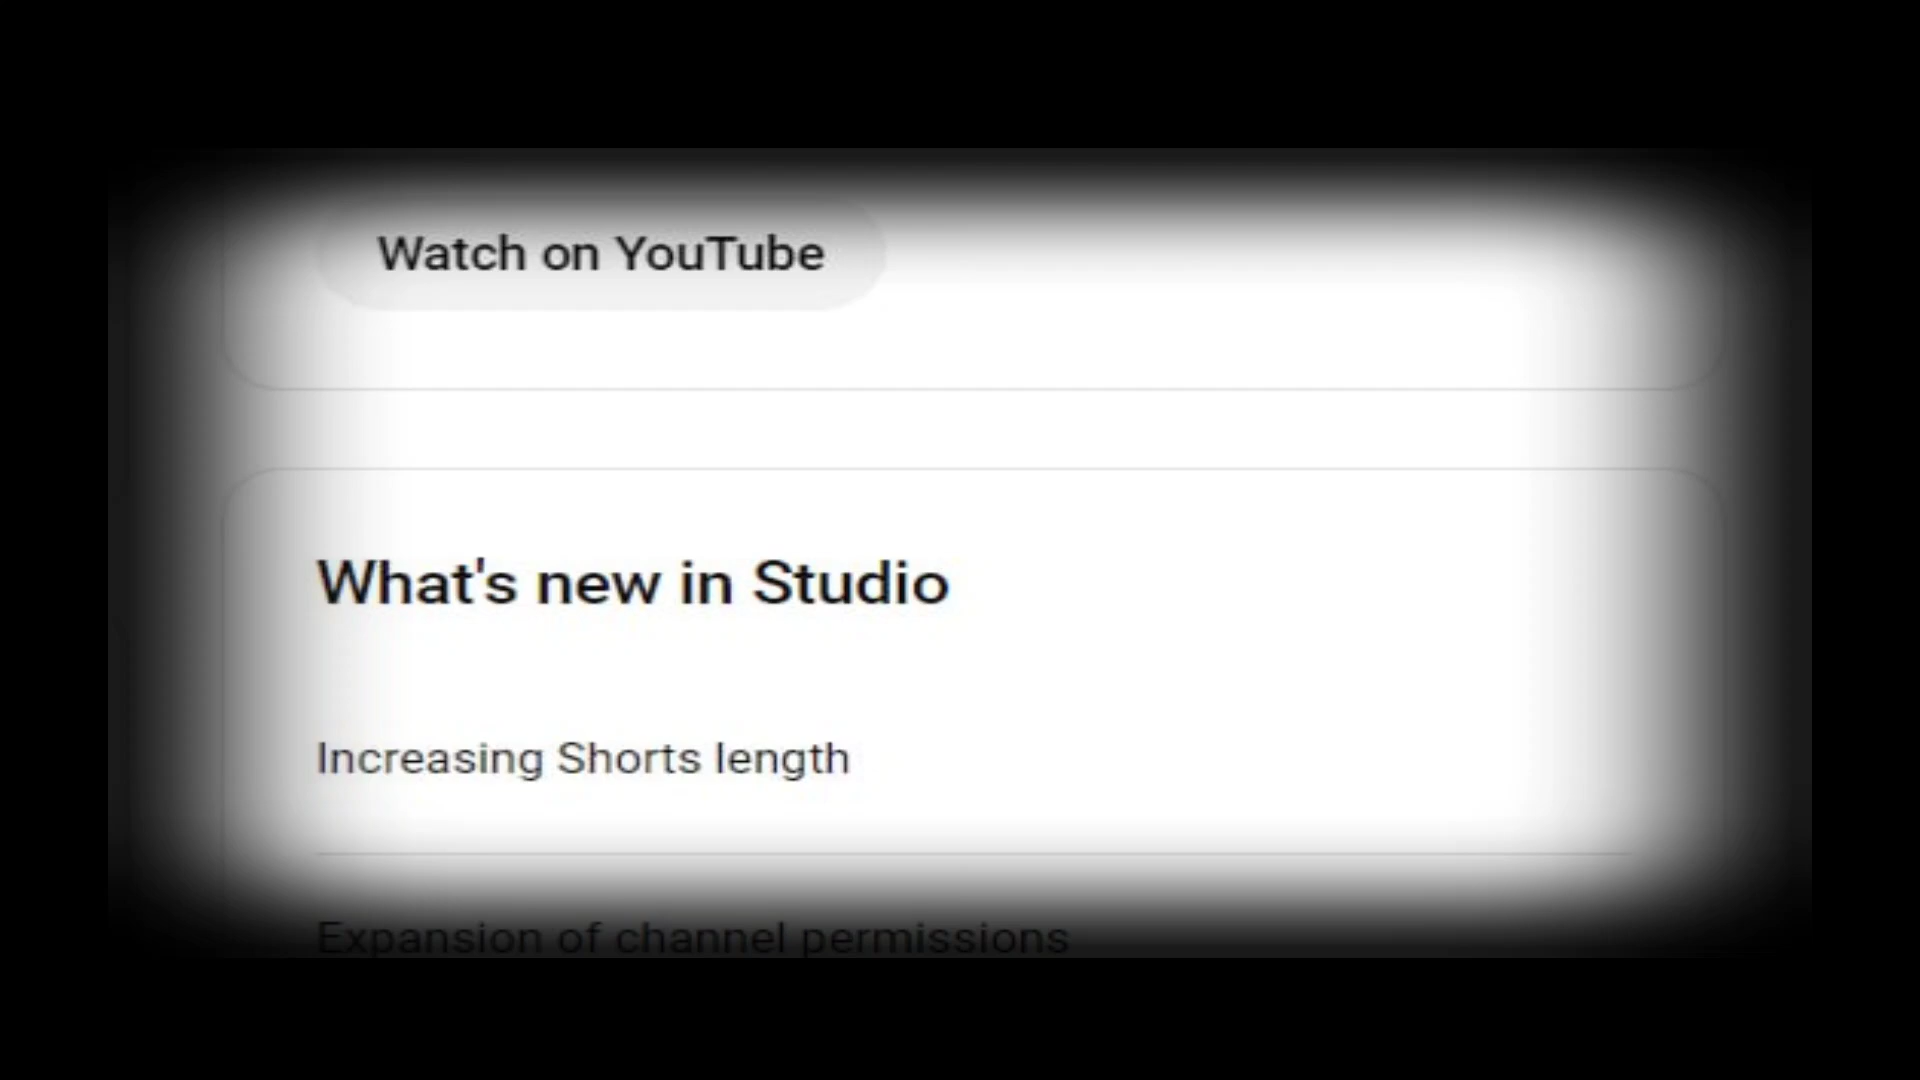 Watch on YouTube
What's new in Studio
Increasing Shorts length
Expansion of channel permissions